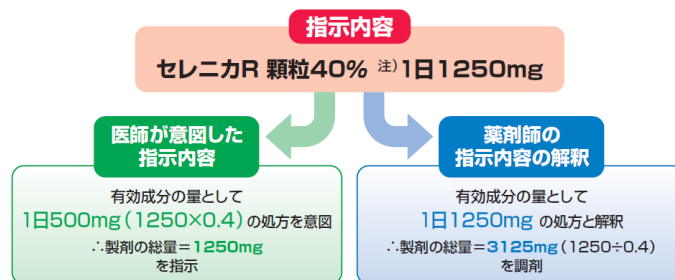 指示内容
セレニカR 顆粒40% 注)1日1250mg
医師が意図した
指示内容
有効成分の量として
1日500mg(1250×0.4)の処方を意図
∴製剤の総量=1250mg
を指示
薬剤師の
指示内容の解釈
有効成分の量として
1日1250mg の処方と解釈
∴製剤の総量=3125mg(1250÷0.4)
を調剤